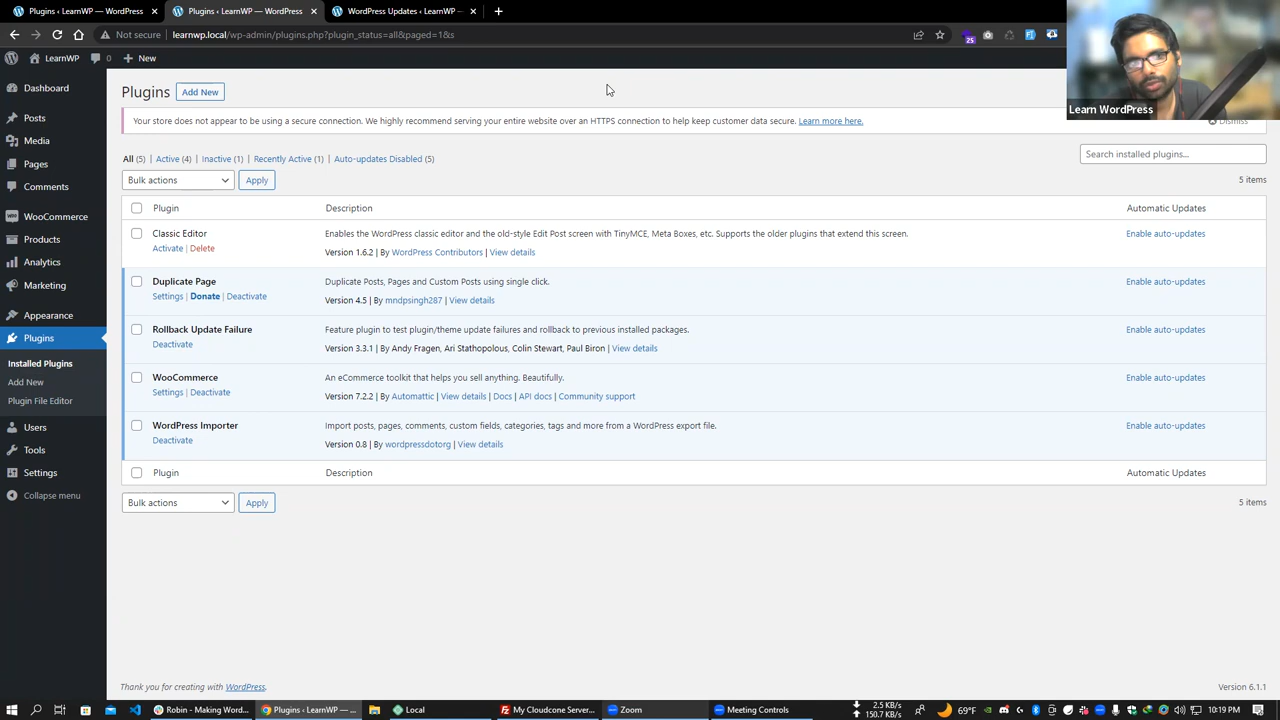 Plugins ‹ LearnWP — WordPress
Plugins ‹ LearnWP — WordPress
WordPress Updates ‹ LearnWP —
Not secure
learnwp.local/wp-admin/plugins.php?plugin_status=all&paged=1&s
25
LearnWP
0
New
Learn WordPress
Dashboard
Posts
Media
Pages
Comments
WooCommerce
Products
Analytics
Marketing
Appearance
Plugins
Installed Plugins
Add New
Plugin File Editor
Users
Tools
Settings
Collapse menu
Plugins Add New
Your store does not appear to be using a secure connection. We highly recommend serving your entire website over an HTTPS connection to help keep customer data secure. Learn more here.
Dismiss
All (5) | Active (4) | Inactive (1) | Recently Active (1) | Auto-updates Disabled (5)
Search installed plugins...
Bulk actions Apply
5 items
Plugin Description Automatic Updates
Classic Editor Enables the WordPress classic editor and the old-style Edit Post screen with TinyMCE, Meta Boxes, etc. Supports the older plugins that extend this screen. Enable auto-updates
Activate | Delete Version 1.6.2 | By WordPress Contributors | View details
Duplicate Page Duplicate Posts, Pages and Custom Posts using single click. Enable auto-updates
Settings | Donate | Deactivate Version 4.5 | By mndpsingh287 | View details
Rollback Update Failure Feature plugin to test plugin/theme update failures and rollback to previous installed packages. Enable auto-updates
Deactivate Version 3.3.1 | By Andy Fragen, Ari Stathopolous, Colin Stewart, Paul Biron | View details
WooCommerce An eCommerce toolkit that helps you sell anything. Beautifully. Enable auto-updates
Settings | Deactivate Version 7.2.2 | By Automattic | View details | Docs | API docs | Community support
WordPress Importer Import posts, pages, comments, custom fields, categories, tags and more from a WordPress export file. Enable auto-updates
Deactivate Version 0.8 | By wordpressdotorg | View details
Plugin Description Automatic Updates
Bulk actions Apply
5 items
Thank you for creating with WordPress.
Version 6.1.1
Robin - Making Word...
Plugins ‹ LearnWP — ...
Local
My Cloudcone Server...
Zoom
Meeting Controls
2.5 KB/s
150.7 KB/s
69°F
10:19 PM